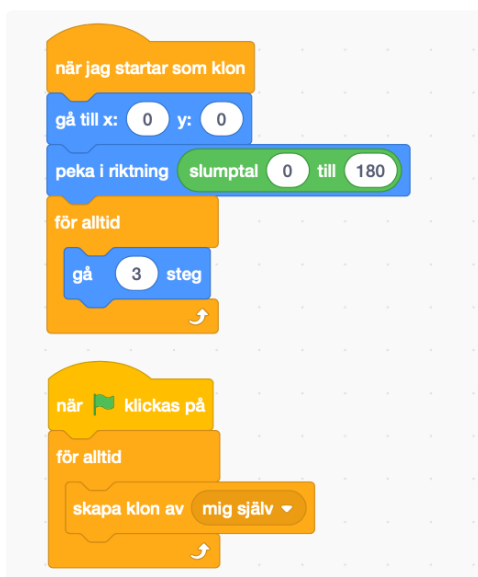 när jag startar som klon
gå till x: 0 y: 0
peka i riktning slumptal 0 till 180
för alltid
gå 3 steg
när klickas på
för alltid
skapa klon av mig själv